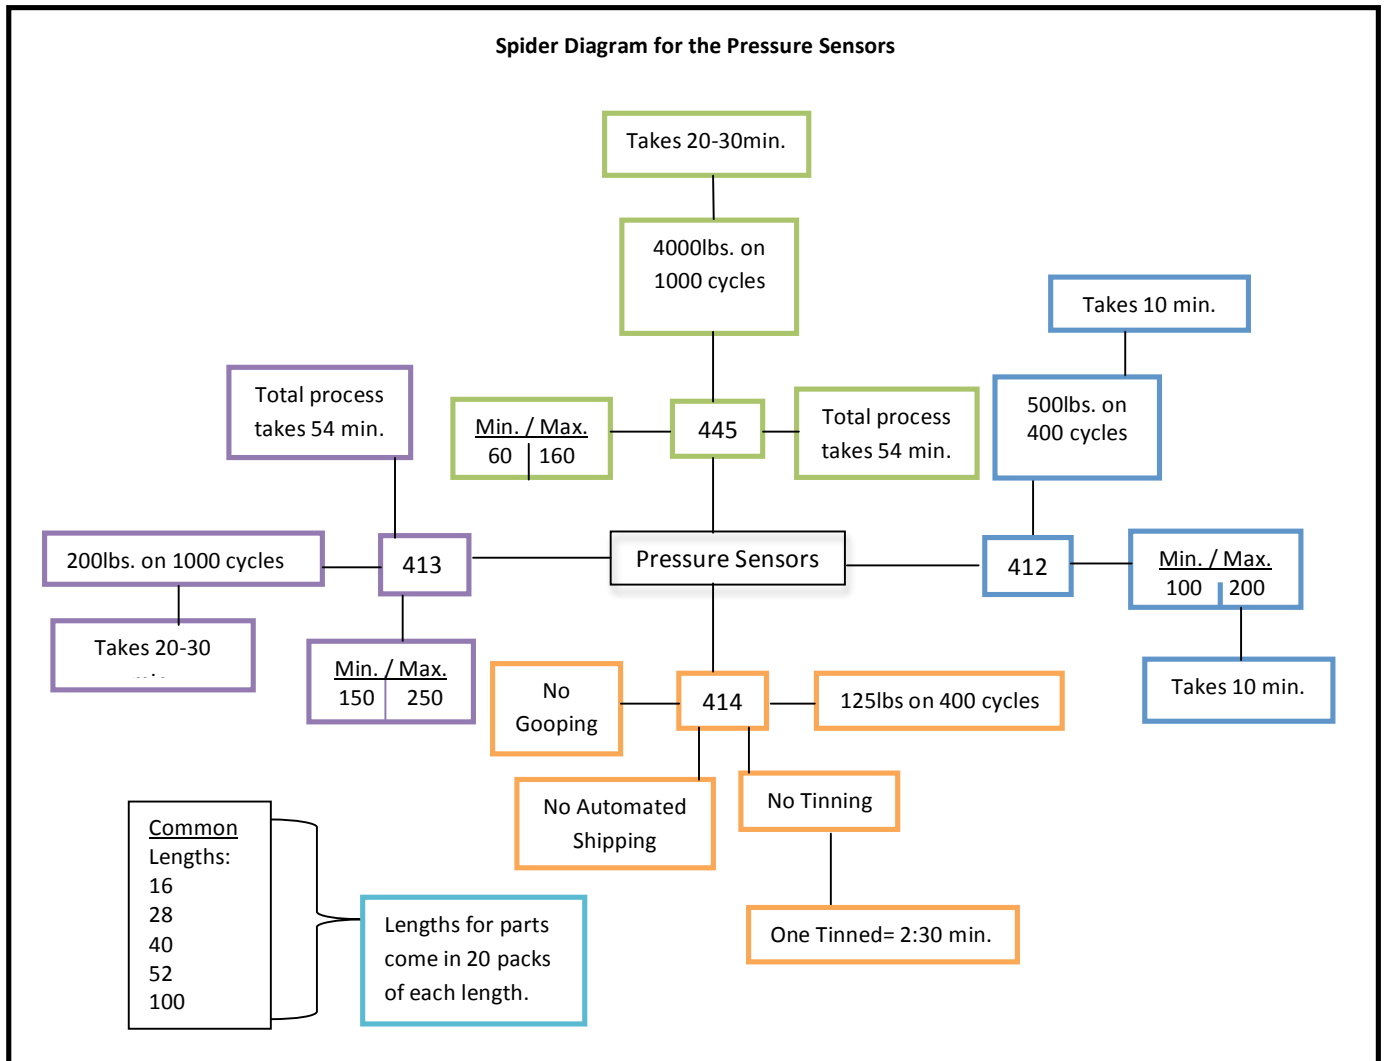 Spider Diagram for the Pressure Sensors
Takes 20-30min.
4000lbs. on
1000 cycles
Takes 10 min.
Total process
takes 54 min.
Min. / Max.
60 | 160
445
Total process
takes 54 min.
500lbs. on
400 cycles
200lbs. on 1000 cycles
413
Pressure Sensors
412
Min. / Max.
100 200
Takes 20-30
Min. / Max.
150 250
No
Gooping
414
125lbs on 400 cycles
Takes 10 min.
No Automated
Shipping
No Tinning
Common
Lengths:
16
28
40
52
100
Lengths for parts
come in 20 packs
of each length.
One Tinned= 2:30 min.